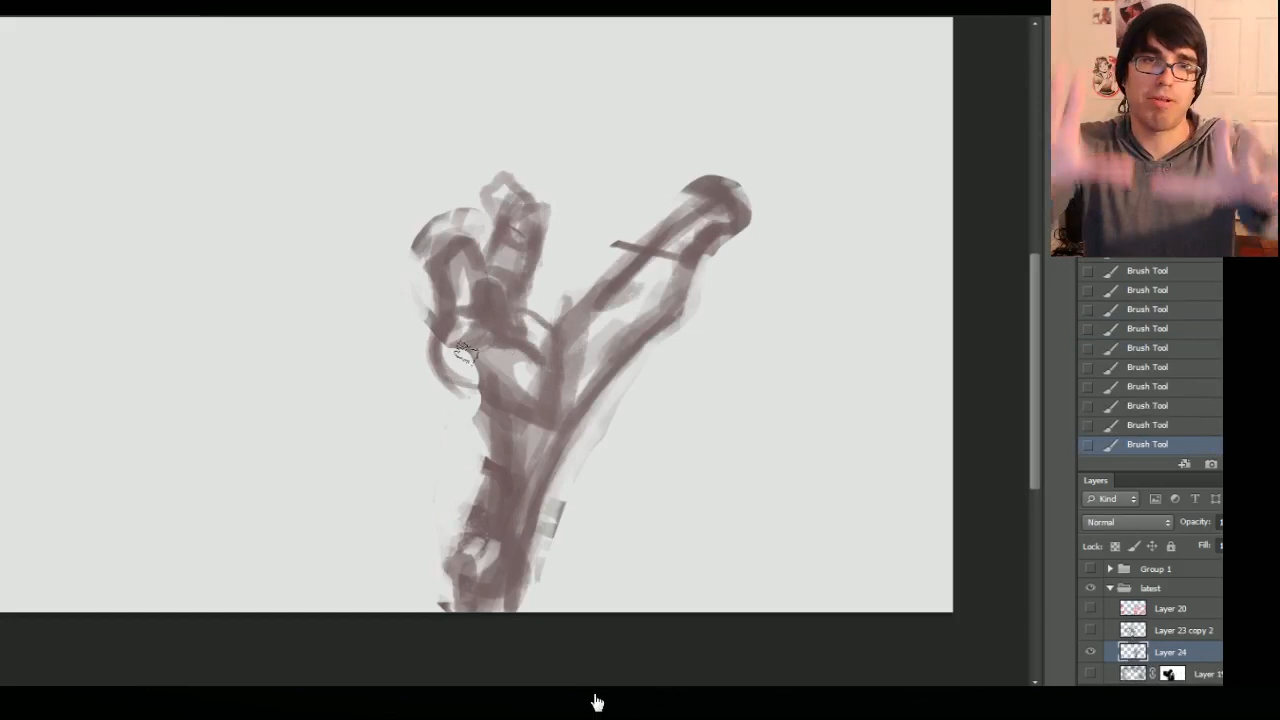 Brush Tool
Brush Tool
Brush Tool
Brush Tool
Brush Tool
Brush Tool
Brush Tool
Brush Tool
Brush Tool
Brush Tool
Layers
Kind
Normal
Opacity:
Lock:
Fill:
Group 1
latest
Layer 20
Layer 23 copy 2
Layer 24
Layer